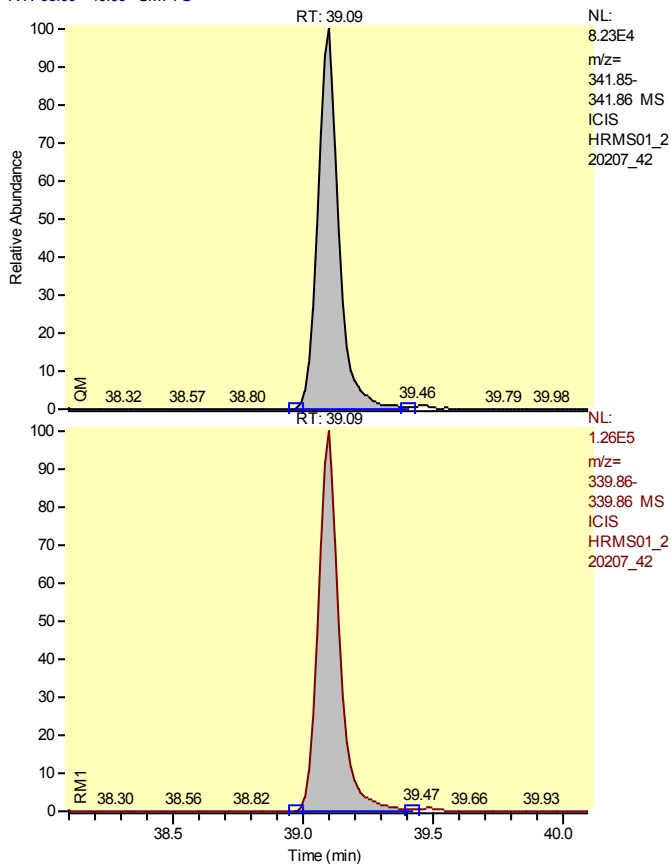 RT: 39.09
NL:
8.23E4
m/z=
341.85-
341.86 MS
ICIS
HRMS01_2
20207_42
100
90
80
70
60
50
40
30
20
10
0
Relative Abundance
QM
38.32 38.57 38.80 39.46 39.79 39.98
RT: 39.09
NL:
1.26E5
m/z=
339.86-
339.86 MS
ICIS
HRMS01_2
20207_42
100
90
80
70
60
50
40
30
20
10
0
RM1
38.30 38.56 38.82 39.47 39.66 39.93
38.5 39.0 39.5 40.0
Time (min)